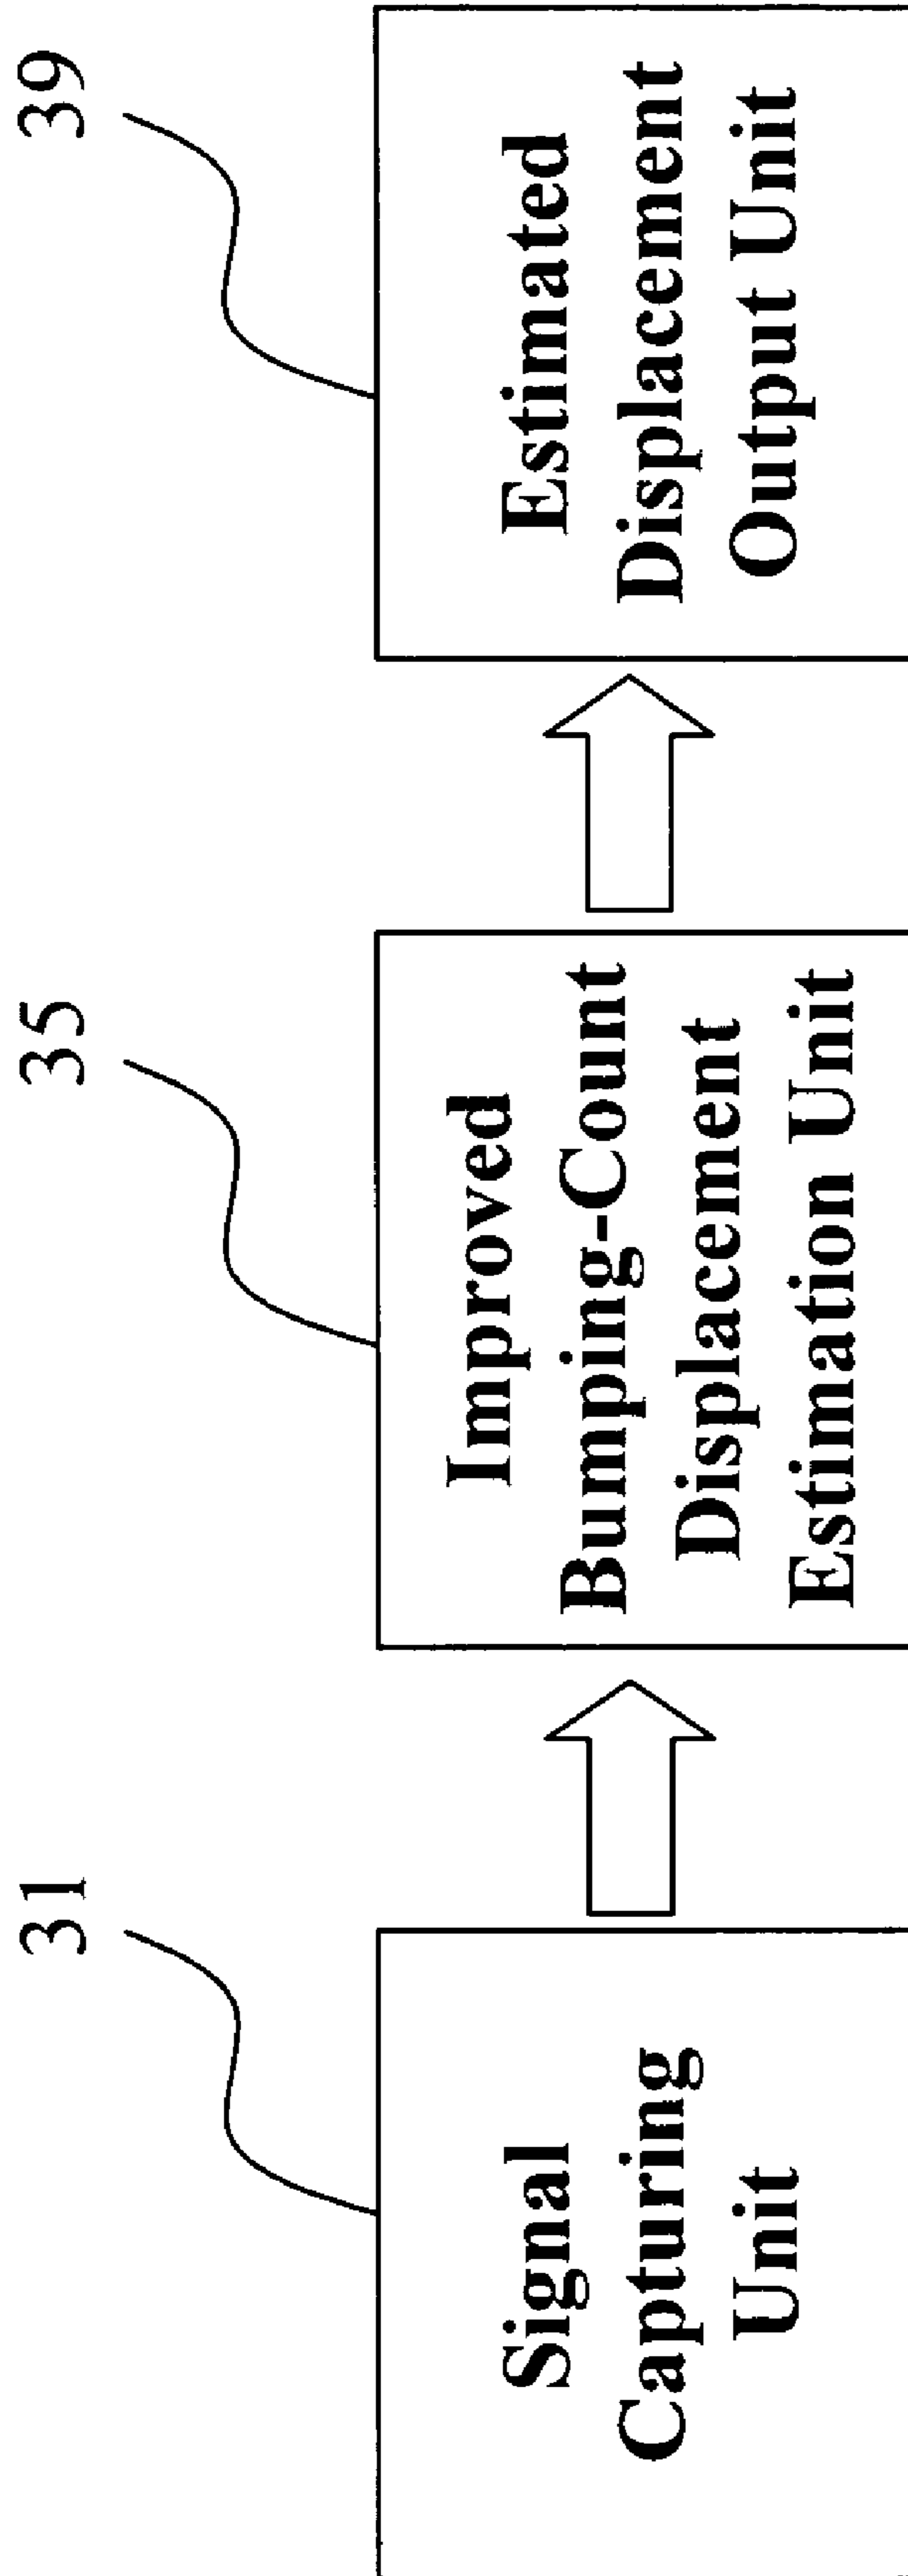 31
35
39
Signal
Capturing
Unit
Improved
Bumping-Count
Displacement
Estimation Unit
Estimated
Displacement
Output Unit